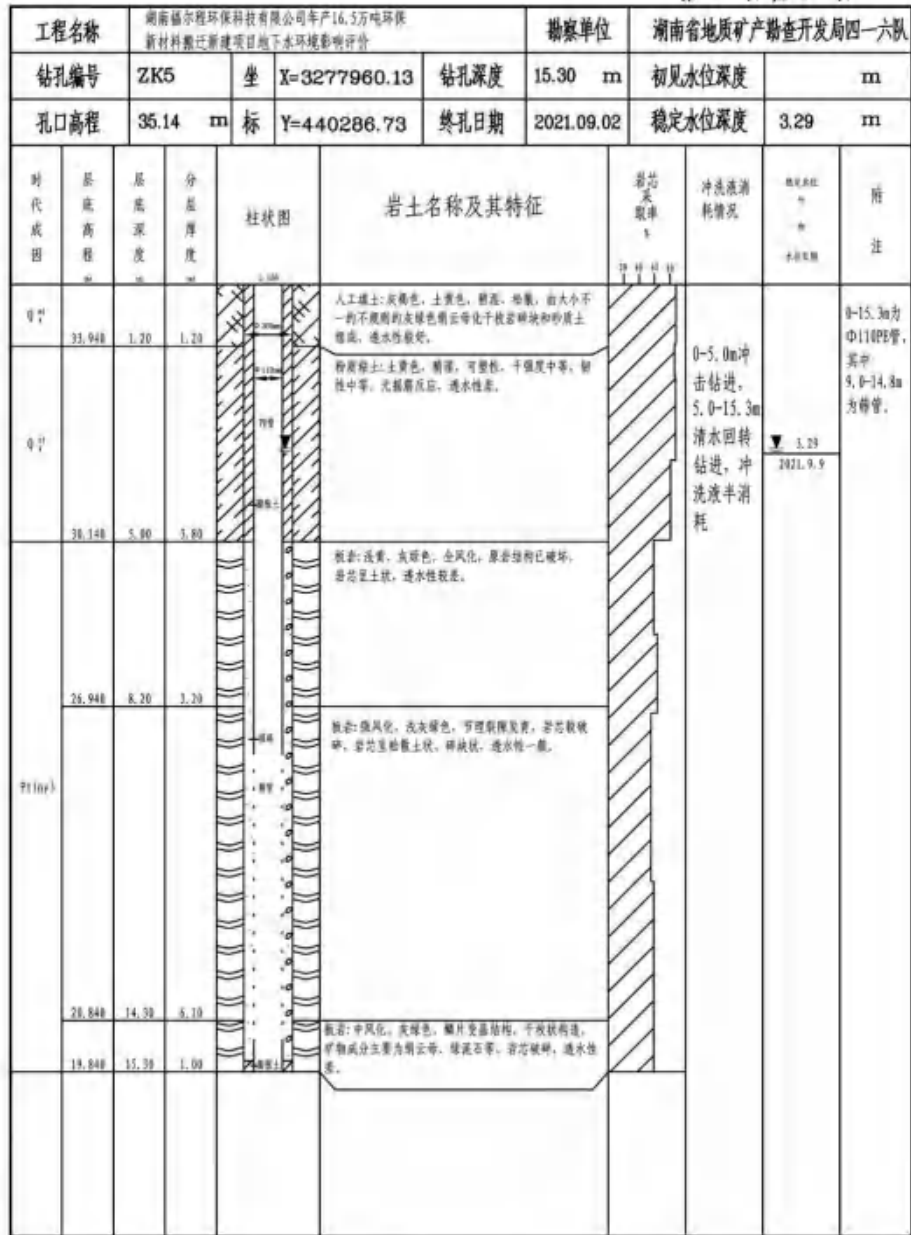 工程名称
湖南福尔程环保科技有限公司年产16.5万吨环保
新材料搬迁新建项目地下水环境影响评价
勘察单位
湖南省地质矿产勘查开发局四一六队
钻孔编号 ZK5 坐 X=3277960.13 钻孔深度 15.30 m 初见水位深度 m
孔口高程 35.14 m 标 Y=440286.73 终孔日期 2021.09.02 稳定水位深度 3.29 m
时代成因
层底高程
层底深度
分层厚度
柱状图
岩土名称及其特征
岩芯采取率 %
冲洗液消
耗情况
附注
人工填土:灰褐色、土黄色,稍湿,松散,由大小不
一的不规则的灰绿色绢云母化千枚岩碎块和砂质土
组成,透水性较好。
33.940 1.20 1.20
粉质粘土:土黄色,稍湿,可塑性,干强度中等,韧
性中等,无摇震反应,透水性差。
30.140 5.00 3.80
板岩:浅黄、灰绿色,全风化,原岩结构已破坏,
岩芯呈土状,透水性较差。
26.940 8.20 3.20
板岩:强风化,浅灰绿色,节理裂隙发育,岩芯较破
碎,岩芯呈松散土状、碎块状,透水性一般。
20.840 14.30 6.10
板岩:中风化,灰绿色,鳞片变晶结构,千枚状构造,
矿物成分主要为绢云母、绿泥石等,岩芯破碎,透水性
差。
19.840 15.30 1.00
0-5.0m冲
击钻进,
5.0-15.3m
清水回转
钻进,冲
洗液半消
耗
3.29
2021.9.9
0-15.3m为
Φ110PE管,
其中
9.0-14.8m
为筛管。